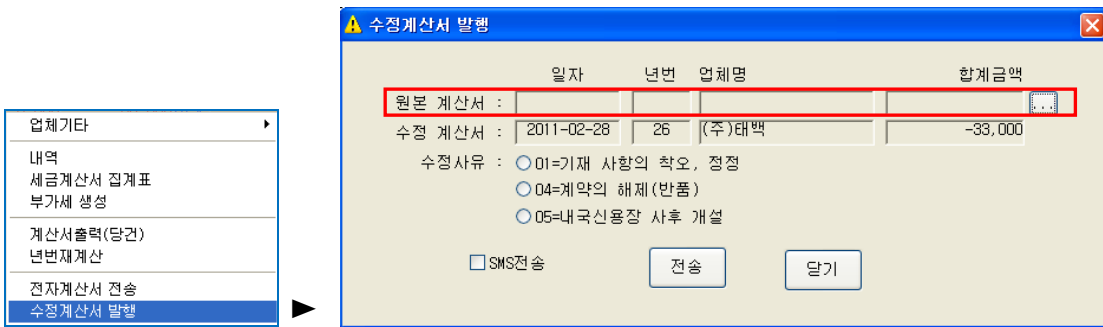 업체기타
내역
세금계산서 집계표
부가세 생성
계산서출력(당건)
년번재계산
전자계산서 전송
수정계산서 발행
수정계산서 발행
일자 년번 업체명 합계금액
원본 계산서 : ...
수정 계산서 : 2011-02-28 26 (주)태백 -33,000
수정사유 : 01=기재 사항의 착오, 정정
04=계약의 해제(반품)
05=내국신용장 사후 개설
SMS전송 전송 닫기